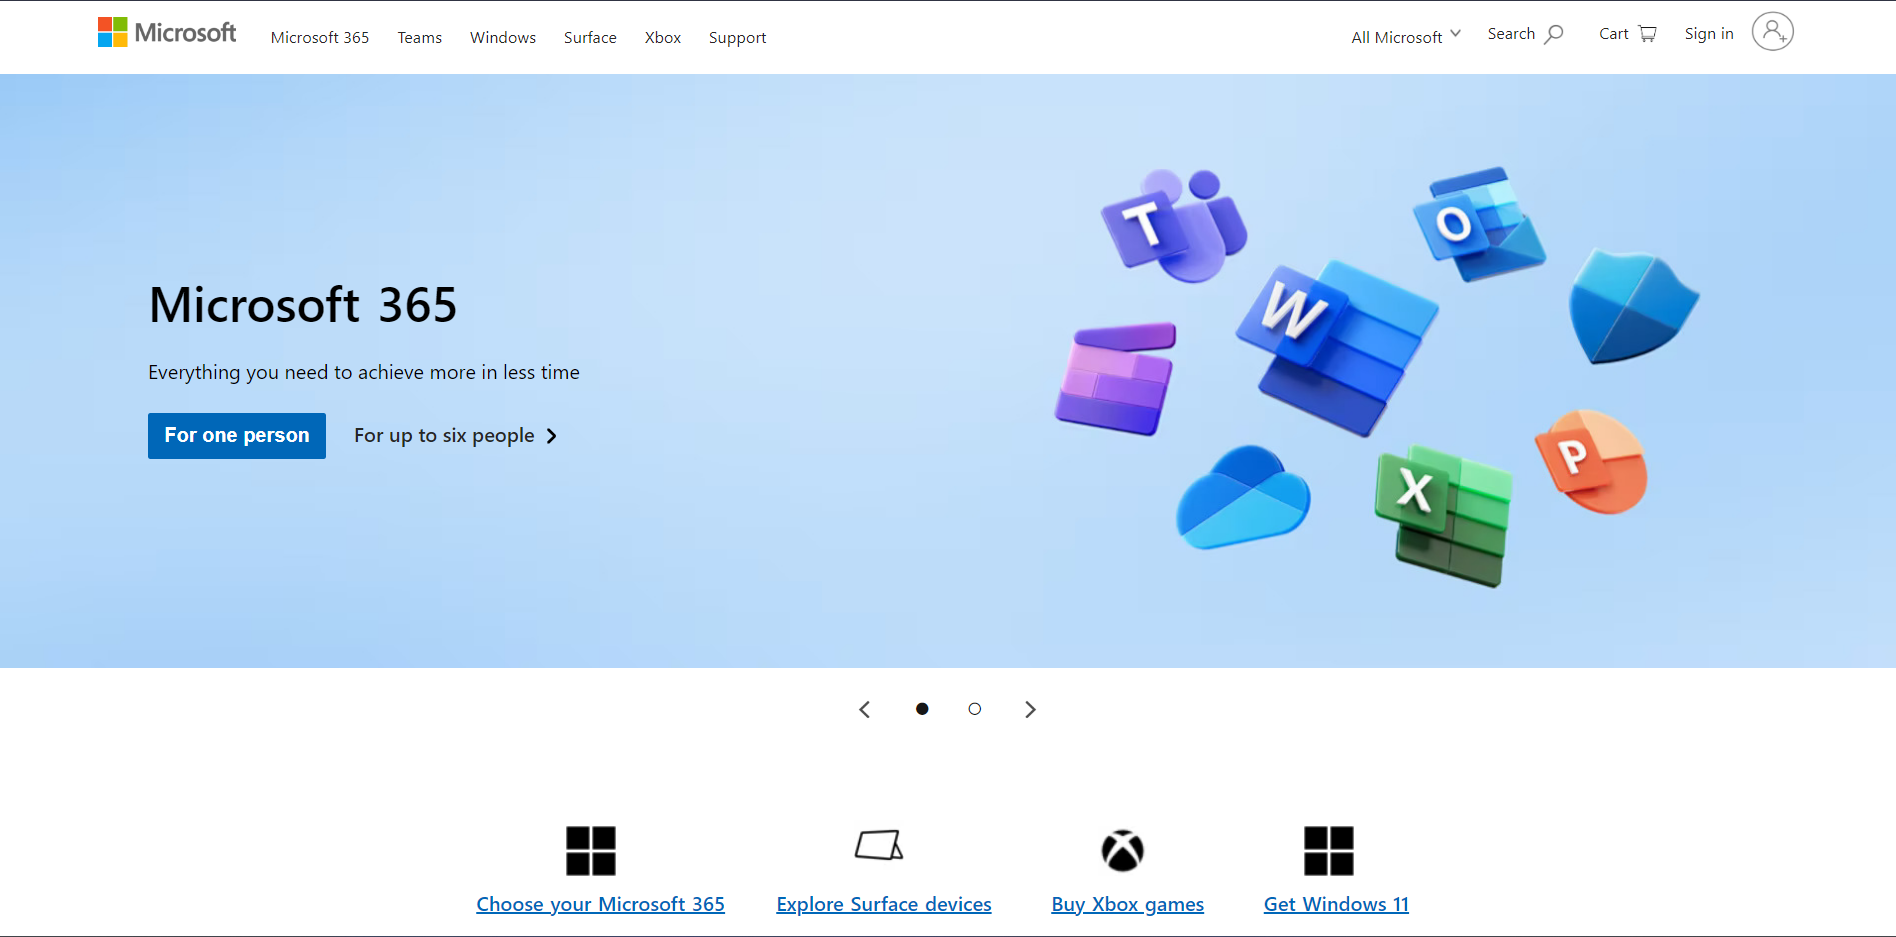 Microsoft
Microsoft 365 Teams Windows Surface Xbox Support
All Microsoft Search Cart Sign in
T
O
W
Microsoft 365
Everything you need to achieve more in less time
For one person For up to six people
P
X
Choose your Microsoft 365 Explore Surface devices Buy Xbox games Get Windows 11